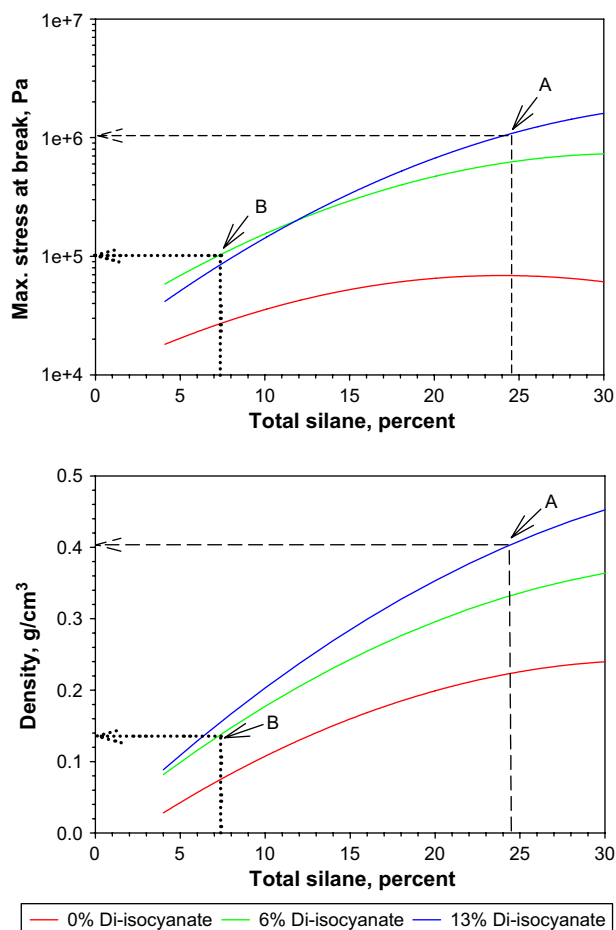 Max. stress at break, Pa
1e+7
1e+6
1e+5
1e+4
A
B
0 5 10 15 20 25 30
Total silane, percent
Density, g/cm³
0.5
0.4
0.3
0.2
0.1
0.0
A
B
0 5 10 15 20 25 30
Total silane, percent
0% Di-isocyanate 6% Di-isocyanate 13% Di-isocyanate